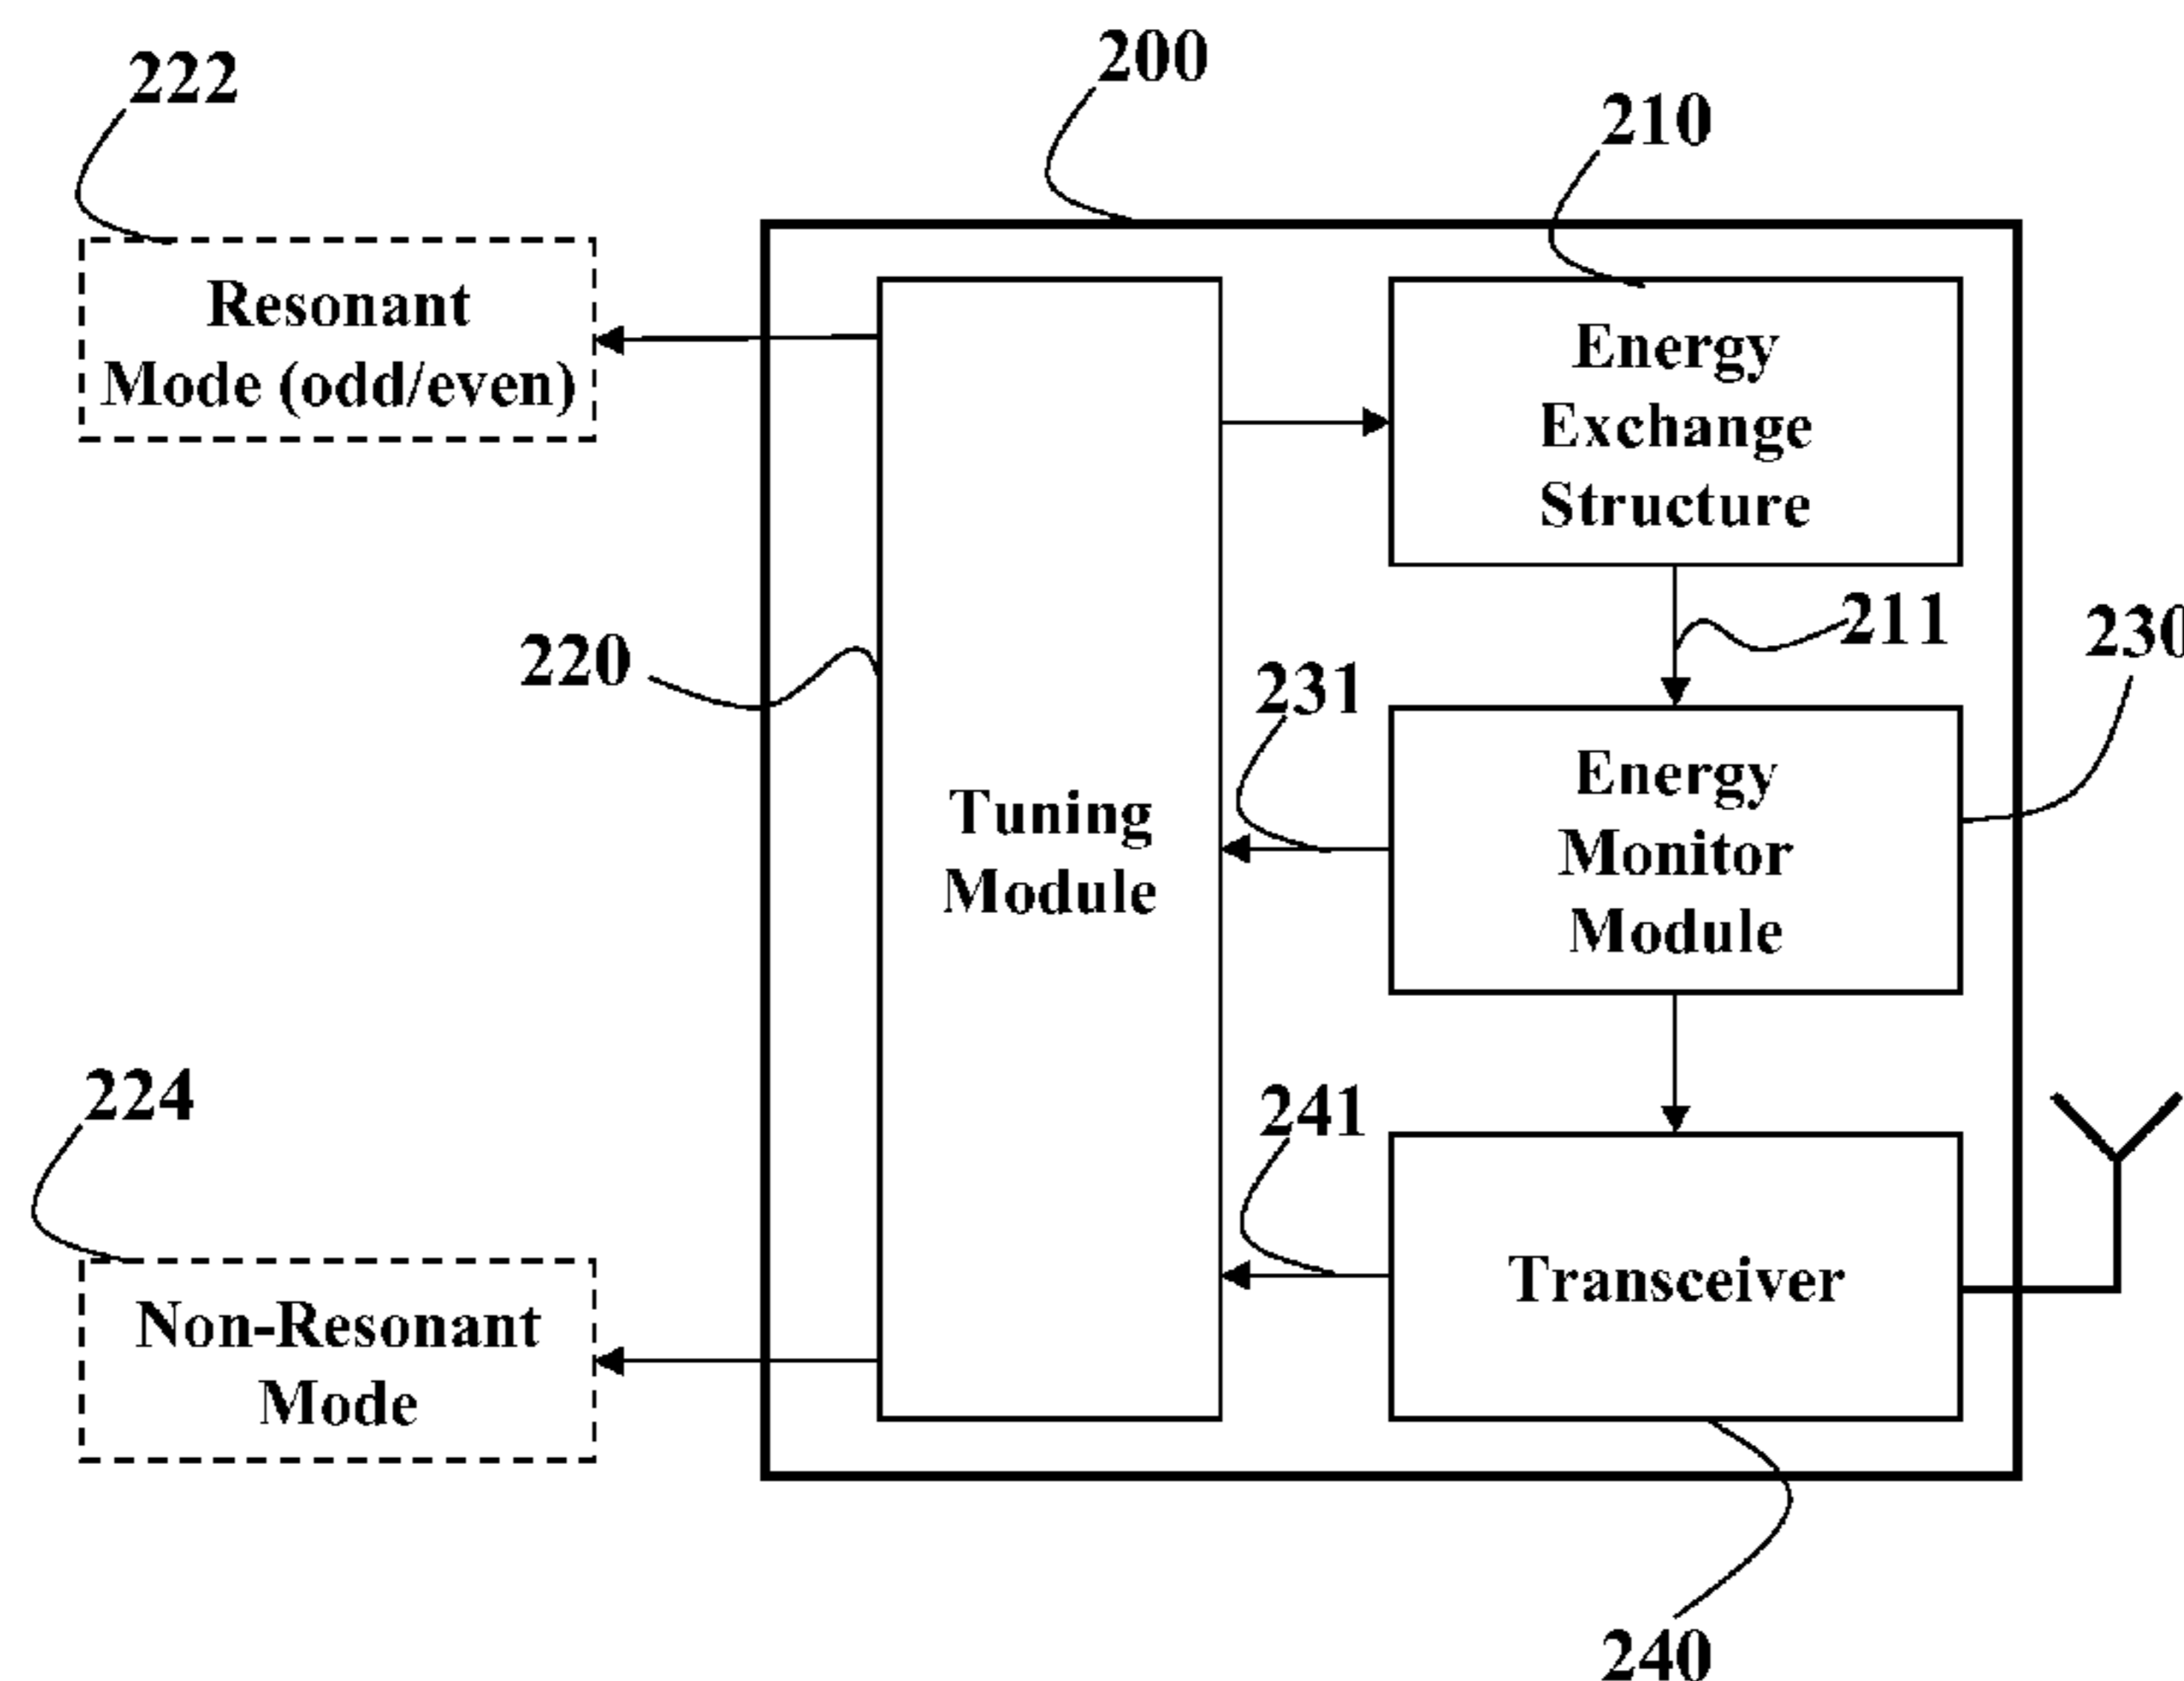 222
200
210
Resonant
Mode (odd/even)
Energy
Exchange
Structure
211
230
220
231
Tuning
Module
Energy
Monitor
Module
224
241
Non-Resonant
Mode
Transceiver
240